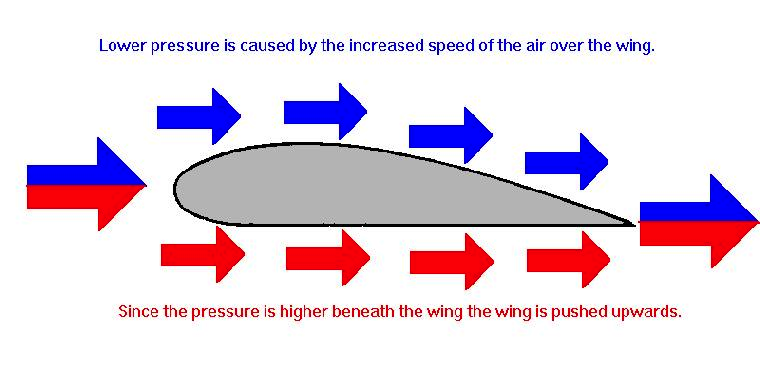 Lower pressure is caused by the increased speed of the air over the wing.
Since the pressure is higher beneath the wing the wing is pushed upwards.